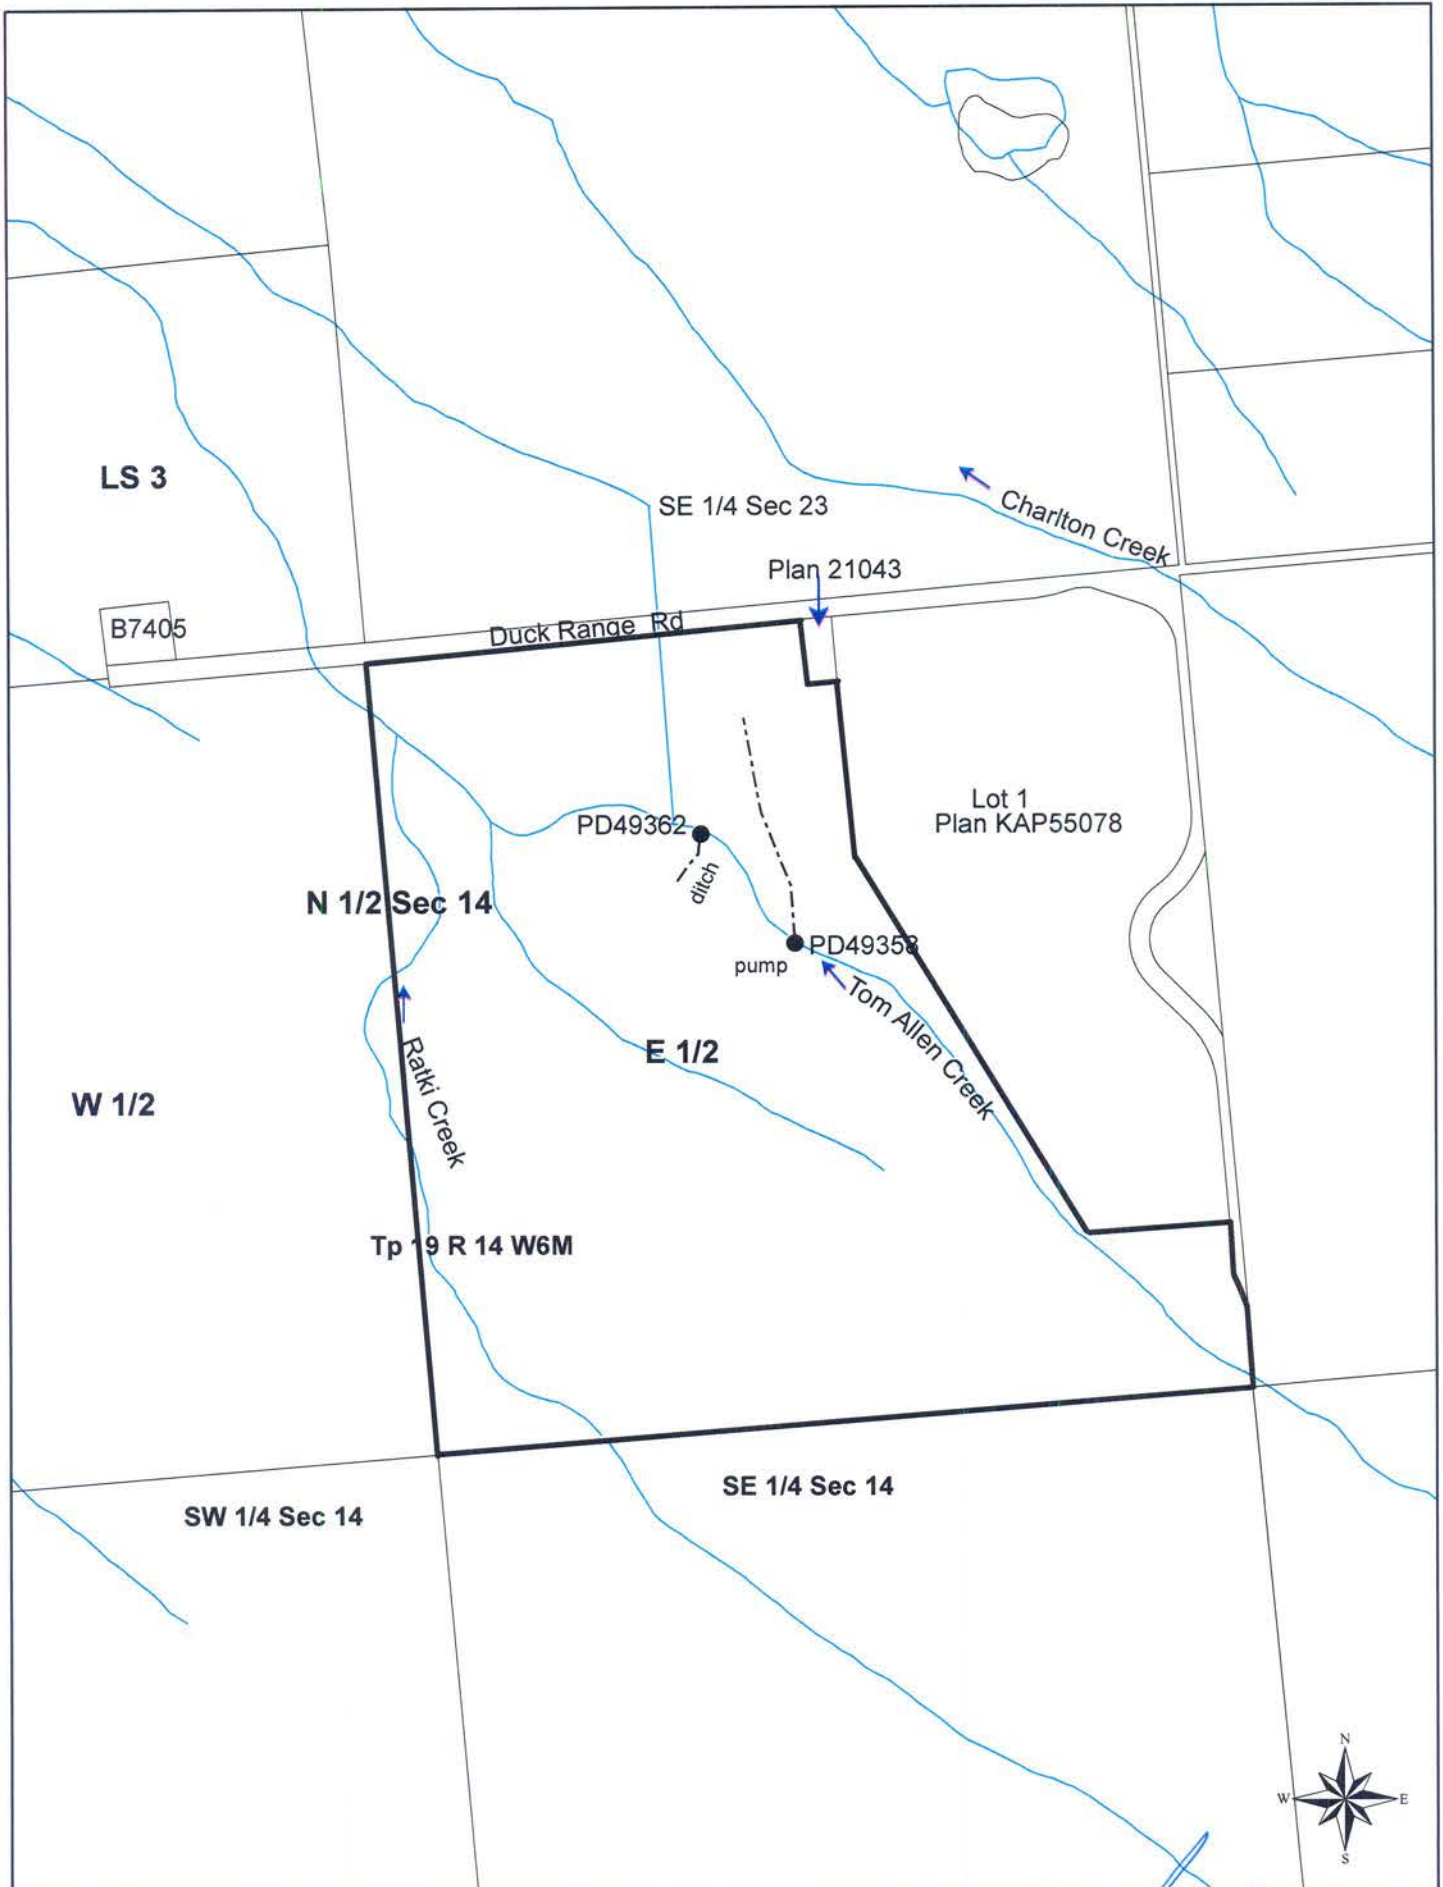 LS 3
SE 1/4 Sec 23
Charlton Creek
Plan 21043
B7405
Duck Range Rd
Lot 1
Plan KAP55078
PD49362
ditch
N 1/2 Sec 14
PD49358
pump
Tom Allen Creek
E 1/2
Ratki Creek
W 1/2
Tp 19 R 14 W6M
SE 1/4 Sec 14
SW 1/4 Sec 14
N
W
E
S